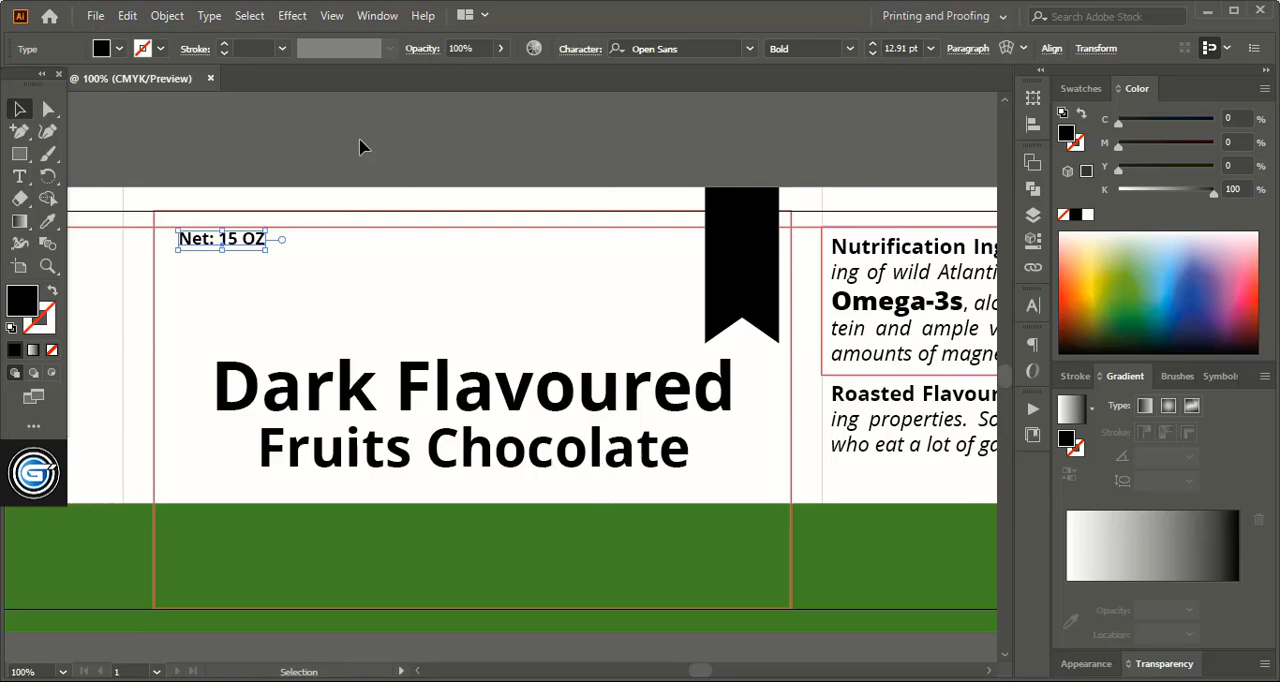 Ai File Edit Object Type Select Effect View Window Help Printing and Proofing Search Adobe Stock
Type Stroke: Opacity: 100% Character: Open Sans Bold 12.91 pt Paragraph Align Transform
@ 100% (CMYK/Preview) ×
Swatches Color
C 0 %
M 0 %
Y 0 %
K 100 %
Net: 15 OZ
Dark Flavoured
Fruits Chocolate
Nutrification Ing
ing of wild Atlanti
Omega-3s, alo
tein and ample v
amounts of magne
Roasted Flavour
ing properties. So
who eat a lot of go
Stroke Gradient Brushes Symbols
Type:
Stroke:
Opacity:
Location:
Appearance Transparency
100% 1 Selection